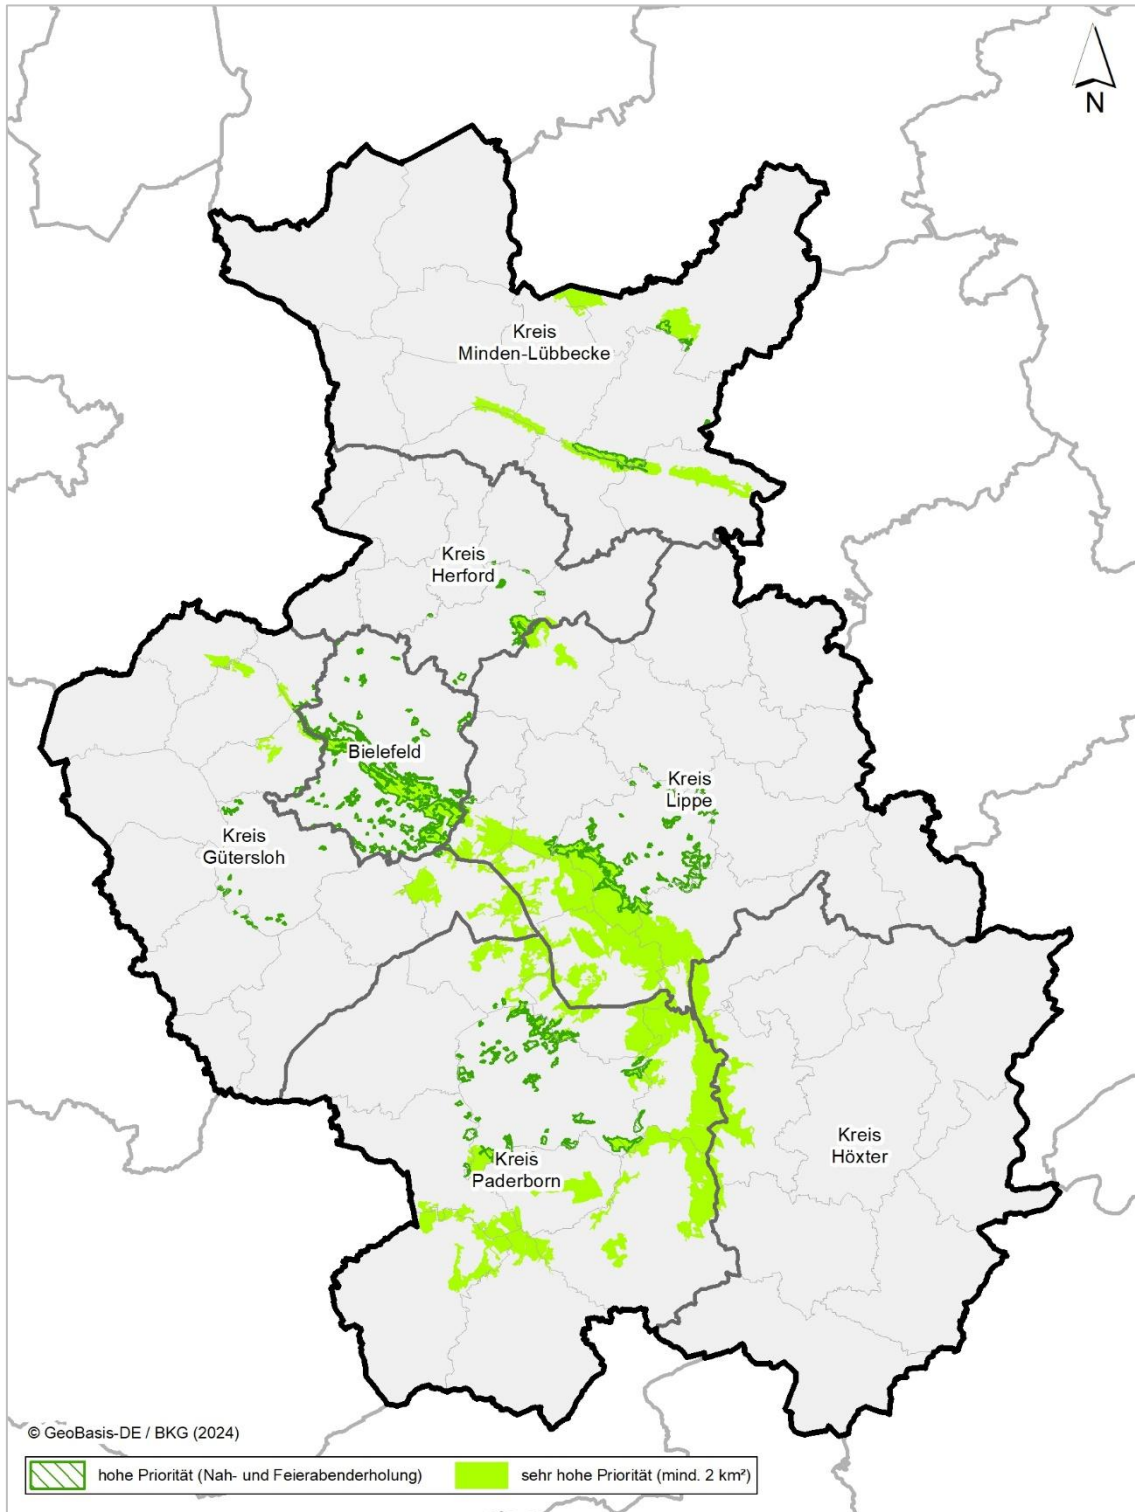 N
Kreis
Minden-Lübbecke
Kreis
Herford
Bielefeld
Kreis
Lippe
Kreis
Gütersloh
Kreis
Höxter
Kreis
Paderborn
© GeoBasis-DE / BKG (2024)
hohe Priorität (Nah- und Feierabenderholung)
sehr hohe Priorität (mind. 2 km²)